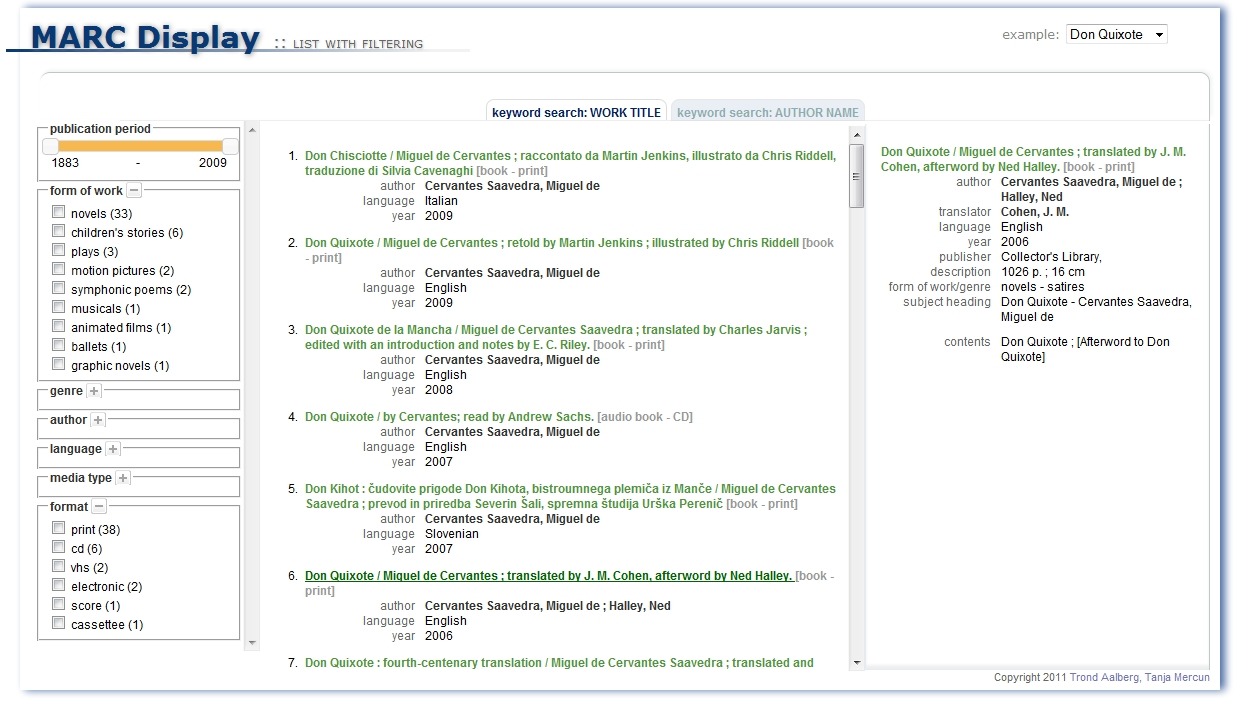 MARC Display :: LIST WITH FILTERING
example: Don Quixote
keyword search: WORK TITLE
keyword search: AUTHOR NAME
publication period
1883 - 2009
form of work
novels (33)
children's stories (6)
plays (3)
motion pictures (2)
symphonic poems (2)
musicals (1)
animated films (1)
ballets (1)
graphic novels (1)
genre
author
language
media type
format
print (38)
cd (6)
vhs (2)
electronic (2)
score (1)
cassettee (1)
1. Don Chisciotte / Miguel de Cervantes ; raccontato da Martin Jenkins, illustrato da Chris Riddell,
traduzione di Silvia Cavenaghi [book - print]
author Cervantes Saavedra, Miguel de
language Italian
year 2009
2. Don Quixote / Miguel de Cervantes ; retold by Martin Jenkins ; illustrated by Chris Riddell [book
- print]
author Cervantes Saavedra, Miguel de
language English
year 2009
3. Don Quixote de la Mancha / Miguel de Cervantes Saavedra ; translated by Charles Jarvis ;
edited with an introduction and notes by E. C. Riley. [book - print]
author Cervantes Saavedra, Miguel de
language English
year 2008
4. Don Quixote / by Cervantes; read by Andrew Sachs. [audio book - CD]
author Cervantes Saavedra, Miguel de
language English
year 2007
5. Don Kihot : čudovite prigode Don Kihota, bistroumnega plemiča iz Manče / Miguel de Cervantes
Saavedra ; prevod in priredba Severin Šali, spremna študija Urška Perenič [book - print]
author Cervantes Saavedra, Miguel de
language Slovenian
year 2007
6. Don Quixote / Miguel de Cervantes ; translated by J. M. Cohen, afterword by Ned Halley. [book -
print]
author Cervantes Saavedra, Miguel de ; Halley, Ned
language English
year 2006
7. Don Quixote : fourth-centenary translation / Miguel de Cervantes Saavedra ; translated and
Don Quixote / Miguel de Cervantes ; translated by J. M.
Cohen, afterword by Ned Halley. [book - print]
author Cervantes Saavedra, Miguel de ;
Halley, Ned
translator Cohen, J. M.
language English
year 2006
publisher Collector's Library,
description 1026 p. ; 16 cm
form of work/genre novels - satires
subject heading Don Quixote - Cervantes Saavedra,
Miguel de
contents Don Quixote ; [Afterword to Don
Quixote]
Copyright 2011 Trond Aalberg, Tanja Mercun